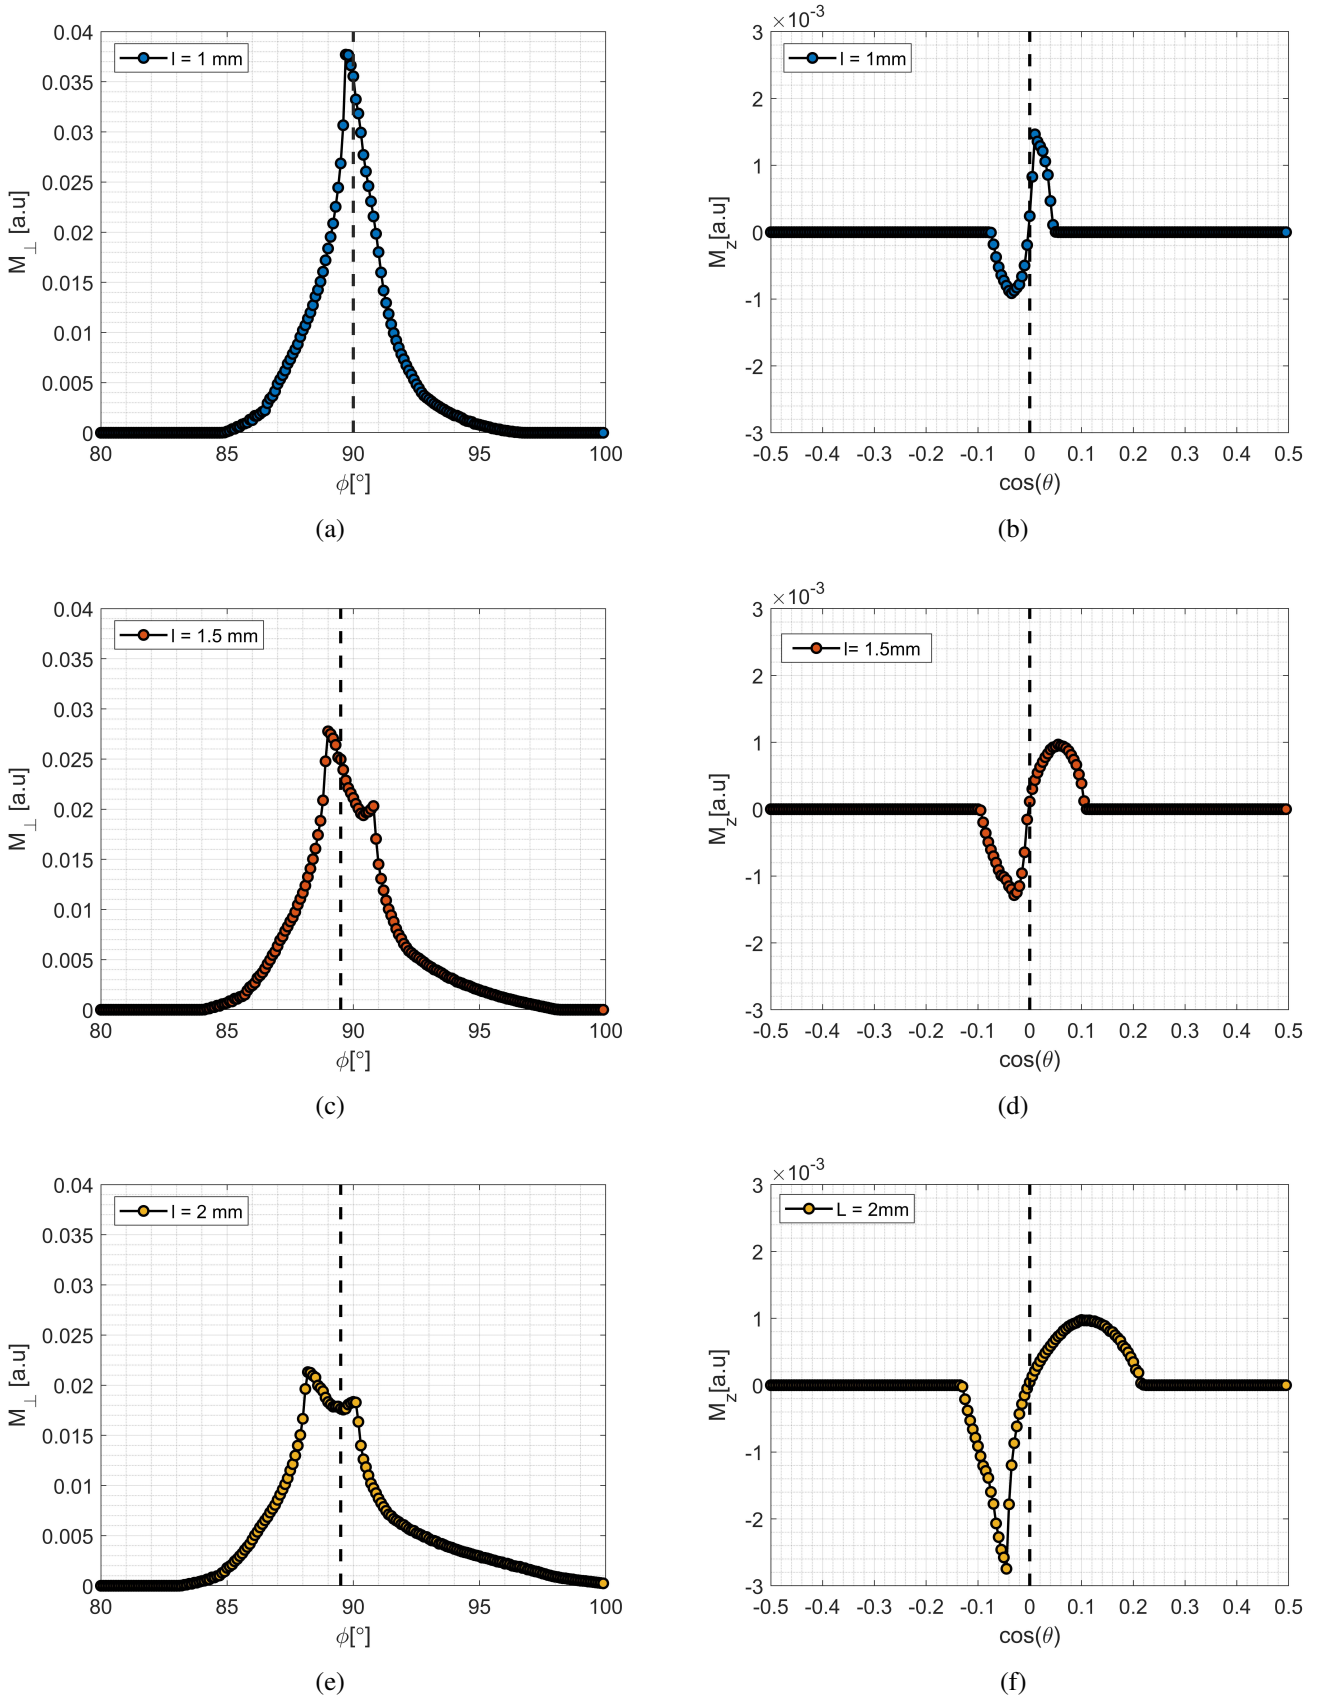 ×10-3
l = 1 mm
0.04
0.035
0.03
0.025
0.02
0.015
0.01
0.005
0
M⊥ [a.u]
80 85 90 95 100
ϕ[°]
(a)
l = 1mm
3
2
1
0
-1
-2
-3
Mz[a.u]
-0.5 -0.4 -0.3 -0.2 -0.1 0 0.1 0.2 0.3 0.4 0.5
cos(θ)
(b)
l = 1.5 mm
0.04
0.035
0.03
0.025
0.02
0.015
0.01
0.005
0
M⊥ [a.u]
80 85 90 95 100
ϕ[°]
(c)
×10-3
l= 1.5mm
3
2
1
0
-1
-2
-3
Mz[a.u]
-0.5 -0.4 -0.3 -0.2 -0.1 0 0.1 0.2 0.3 0.4 0.5
cos(θ)
(d)
l = 2 mm
0.04
0.035
0.03
0.025
0.02
0.015
0.01
0.005
0
M⊥ [a.u]
80 85 90 95 100
ϕ[°]
(e)
×10-3
L = 2mm
3
2
1
0
-1
-2
-3
Mz[a.u]
-0.5 -0.4 -0.3 -0.2 -0.1 0 0.1 0.2 0.3 0.4 0.5
cos(θ)
(f)